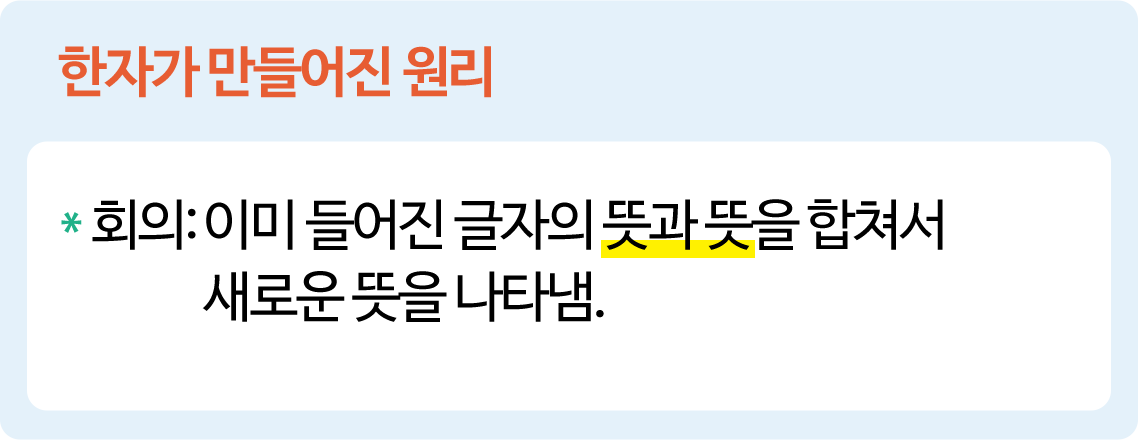 한자가 만들어진 원리
* 회의: 이미 들어진 글자의 뜻과 뜻을 합쳐서
새로운 뜻을 나타냄.